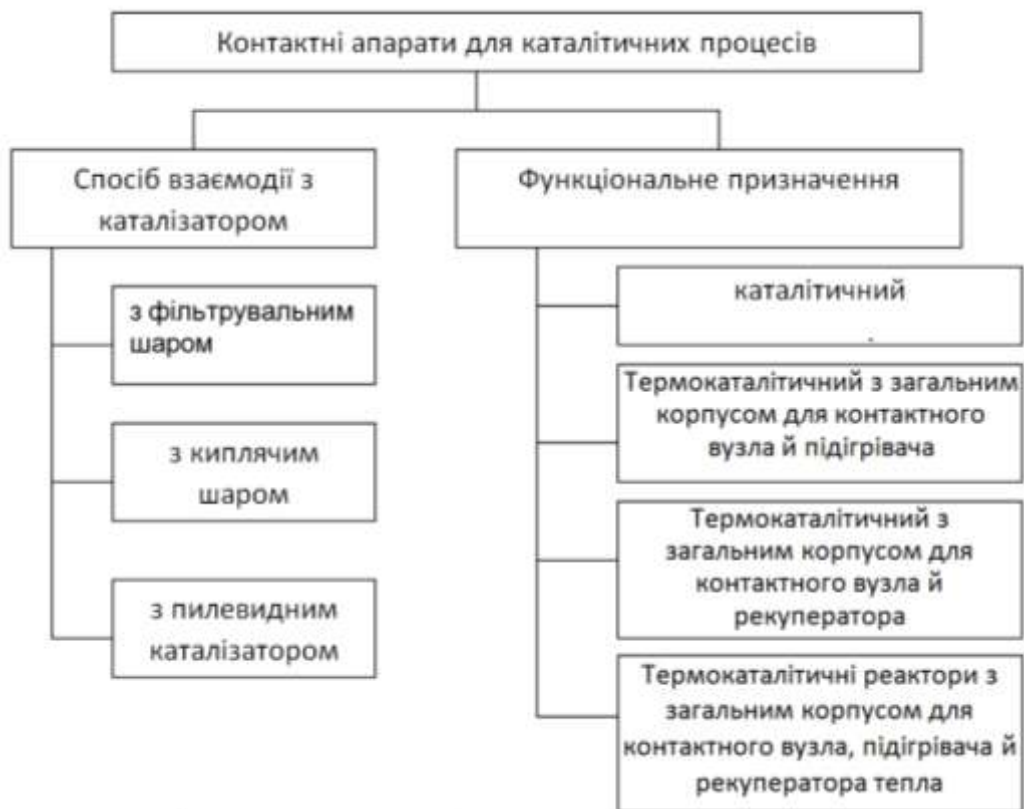 Контактні апарати для каталітичних процесів
Спосіб взаємодії з
каталізатором
з фільтрувальним
шаром
з киплячим
шаром
з пилевидним
каталізатором
Функціональне призначення
каталітичний
.
Термокаталітичний з загальним
корпусом для контактного
вузла й підігрівача
Термокаталітичний з
загальним корпусом для
контактного вузла й
рекуператора
Термокаталітичні реактори з
загальним корпусом для
контактного вузла, підігрівача й
рекуператора тепла